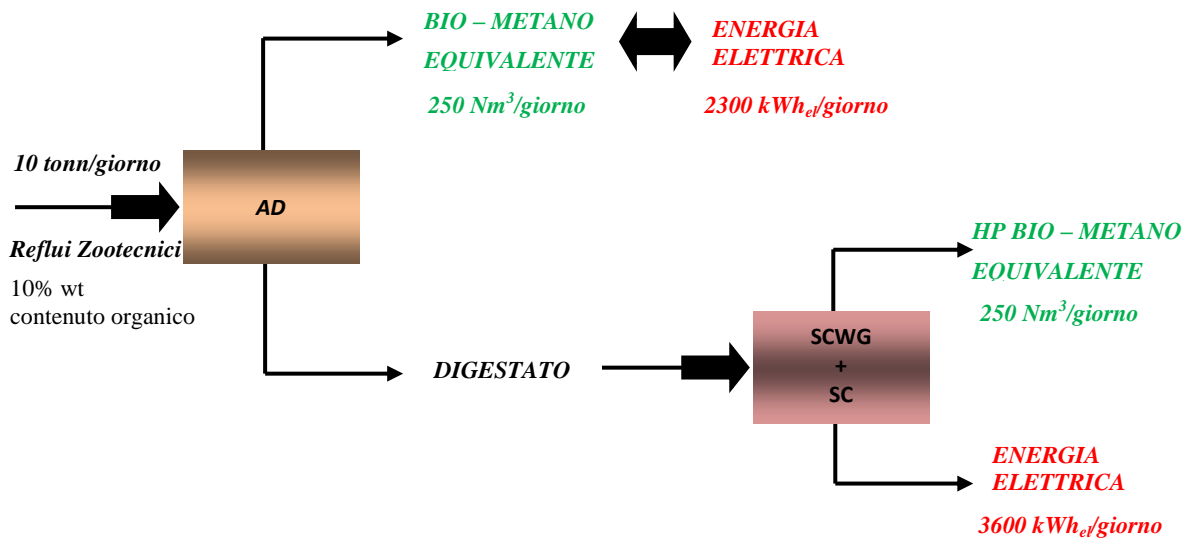 BIO – METANO
EQUIVALENTE
250 Nm³/giorno
ENERGIA
ELETTRICA
2300 kWhel/giorno
10 tonn/giorno
AD
Reflui Zootecnici
10% wt
contenuto organico
DIGESTATO
SCWG
+
SC
HP BIO – METANO
EQUIVALENTE
250 Nm³/giorno
ENERGIA
ELETTRICA
3600 kWhel/giorno